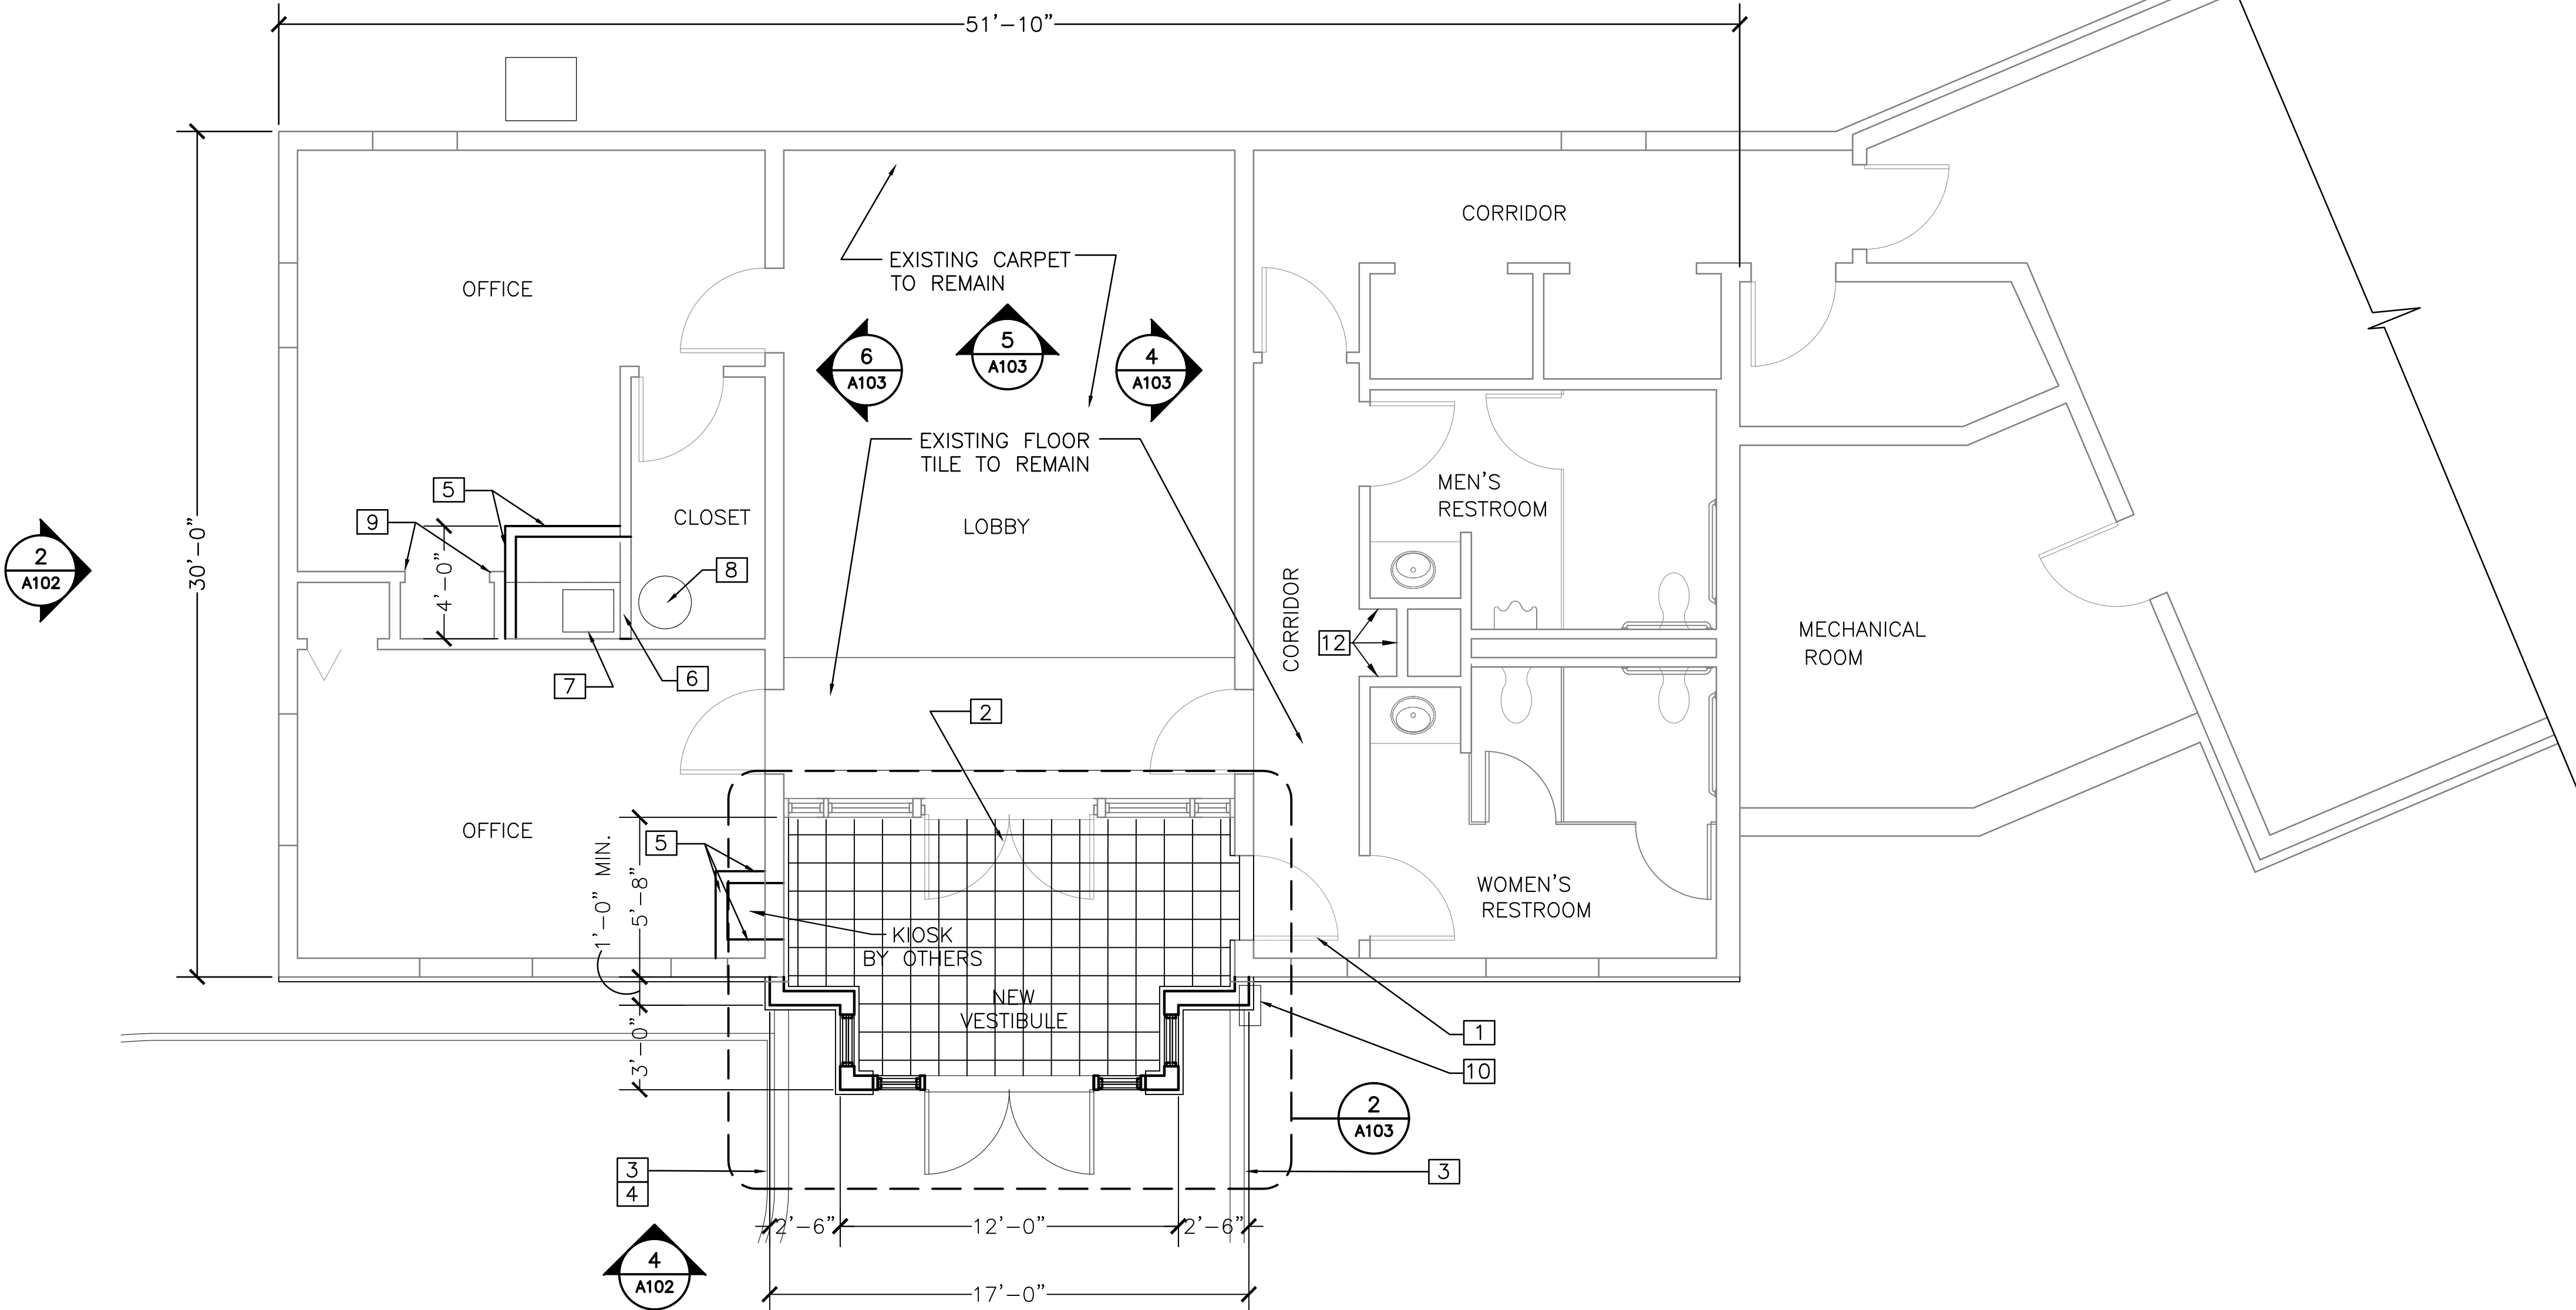 51'-10"
CORRIDOR
OFFICE
EXISTING CARPET
TO REMAIN
5
A103
6
A103
4
A103
EXISTING FLOOR
TILE TO REMAIN
MEN'S
RESTROOM
5
9
CLOSET
LOBBY
2
A102
30'-0"
4'-0"
8
CORRIDOR
12
MECHANICAL
ROOM
7
6
2
OFFICE
5
1'-0" MIN.
5'-8"
WOMEN'S
RESTROOM
KIOSK
BY OTHERS
NEW
VESTIBULE
3'-0"
1
10
2
A103
3
4
3
2'-6"
12'-0"
2'-6"
4
A102
17'-0"